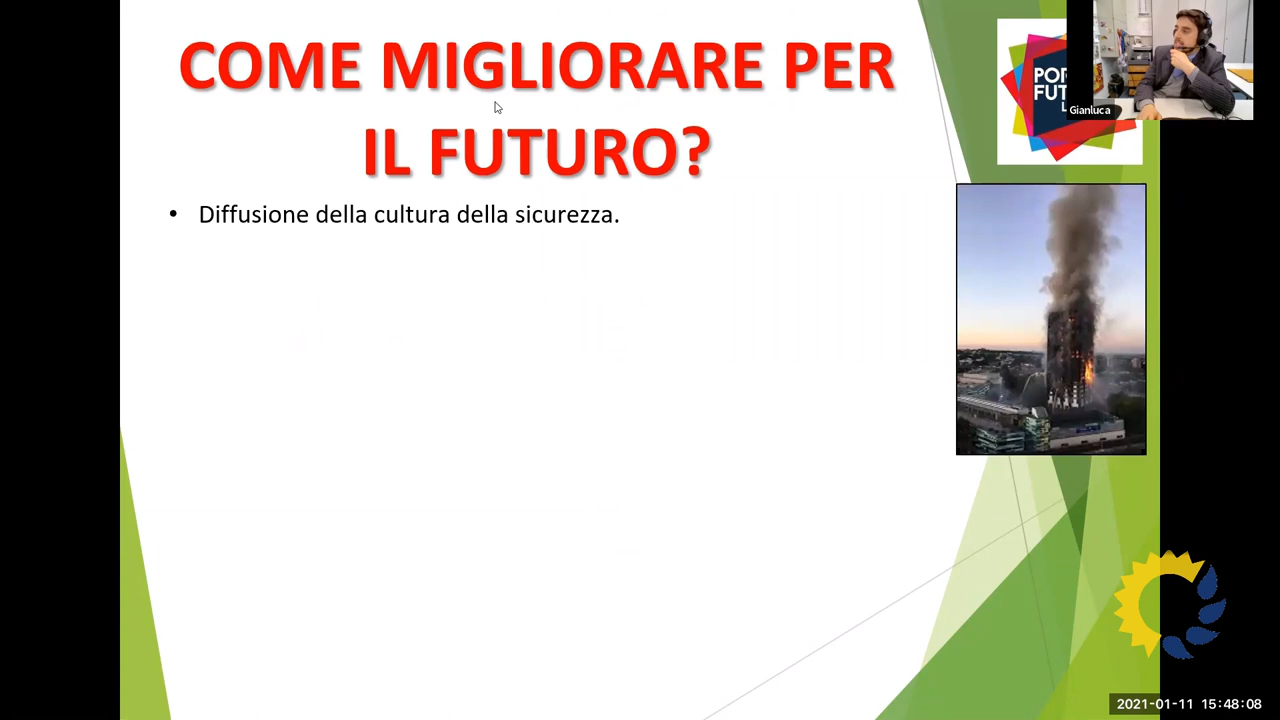 COME MIGLIORARE PER
IL FUTURO?
• Diffusione della cultura della sicurezza.
Gianluca
2021-01-11 15:48:08